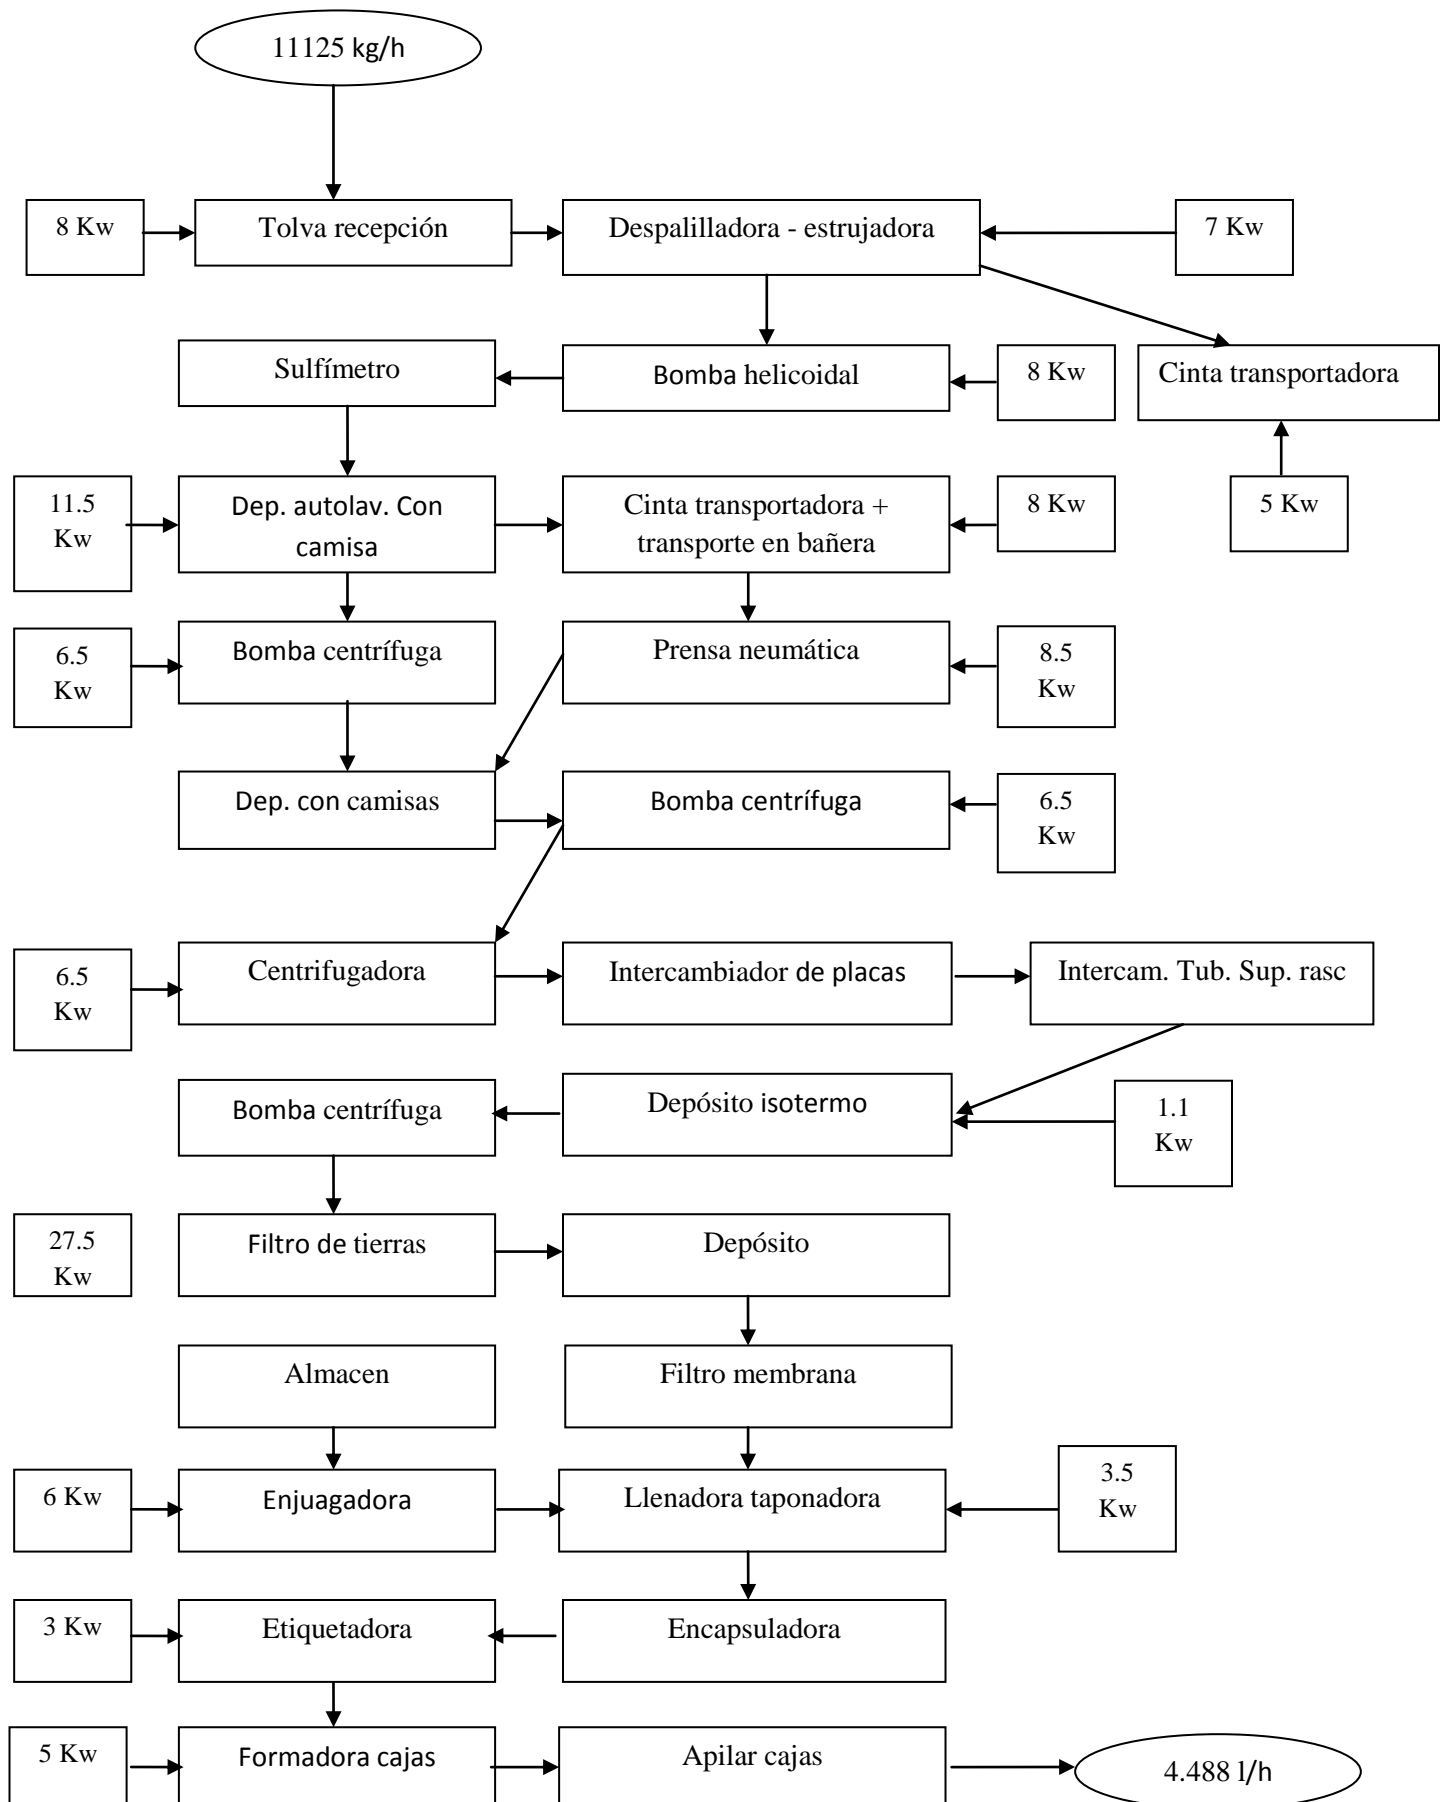 11125 kg/h
8 Kw
Tolva recepción
Despalilladora - estrujadora
7 Kw
Sulfímetro
Bomba helicoidal
8 Kw
Cinta transportadora
11.5
Kw
Dep. autolav. Con
camisa
Cinta transportadora +
transporte en bañera
8 Kw
5 Kw
6.5
Kw
Bomba centrífuga
Prensa neumática
8.5
Kw
Dep. con camisas
Bomba centrífuga
6.5
Kw
6.5
Kw
Centrifugadora
Intercambiador de placas
Intercam. Tub. Sup. rasc
Bomba centrífuga
Depósito isotermo
1.1
Kw
27.5
Kw
Filtro de tierras
Depósito
Almacen
Filtro membrana
6 Kw
Enjuagadora
Llenadora taponadora
3.5
Kw
3 Kw
Etiquetadora
Encapsuladora
5 Kw
Formadora cajas
Apilar cajas
4.488 l/h